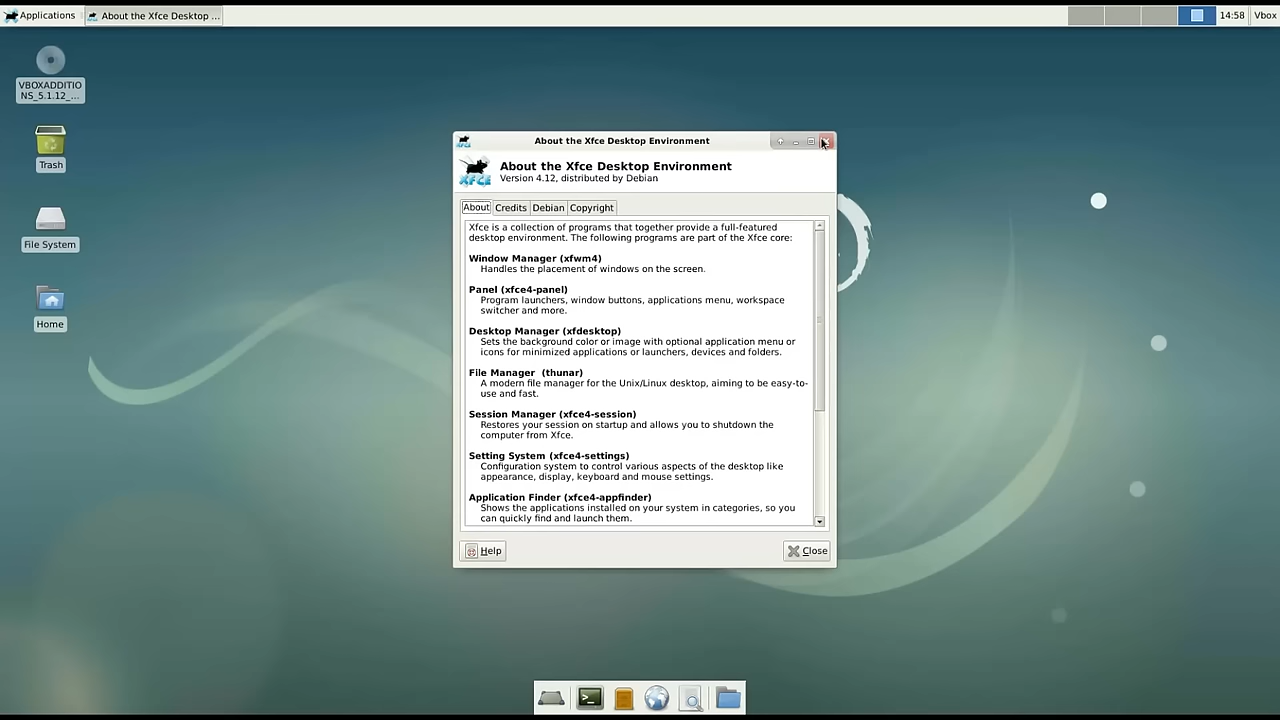 Applications
About the Xfce Desktop ...
14:58
Vbox
VBOXADDITIO
NS_5.1.12_...
Trash
File System
Home
About the Xfce Desktop Environment
XFCE
About the Xfce Desktop Environment
Version 4.12, distributed by Debian
About Credits Debian Copyright
Xfce is a collection of programs that together provide a full-featured
desktop environment. The following programs are part of the Xfce core:
Window Manager (xfwm4)
Handles the placement of windows on the screen.
Panel (xfce4-panel)
Program launchers, window buttons, applications menu, workspace
switcher and more.
Desktop Manager (xfdesktop)
Sets the background color or image with optional application menu or
icons for minimized applications or launchers, devices and folders.
File Manager (thunar)
A modern file manager for the Unix/Linux desktop, aiming to be easy-to-
use and fast.
Session Manager (xfce4-session)
Restores your session on startup and allows you to shutdown the
computer from Xfce.
Setting System (xfce4-settings)
Configuration system to control various aspects of the desktop like
appearance, display, keyboard and mouse settings.
Application Finder (xfce4-appfinder)
Shows the applications installed on your system in categories, so you
can quickly find and launch them.
Help
Close